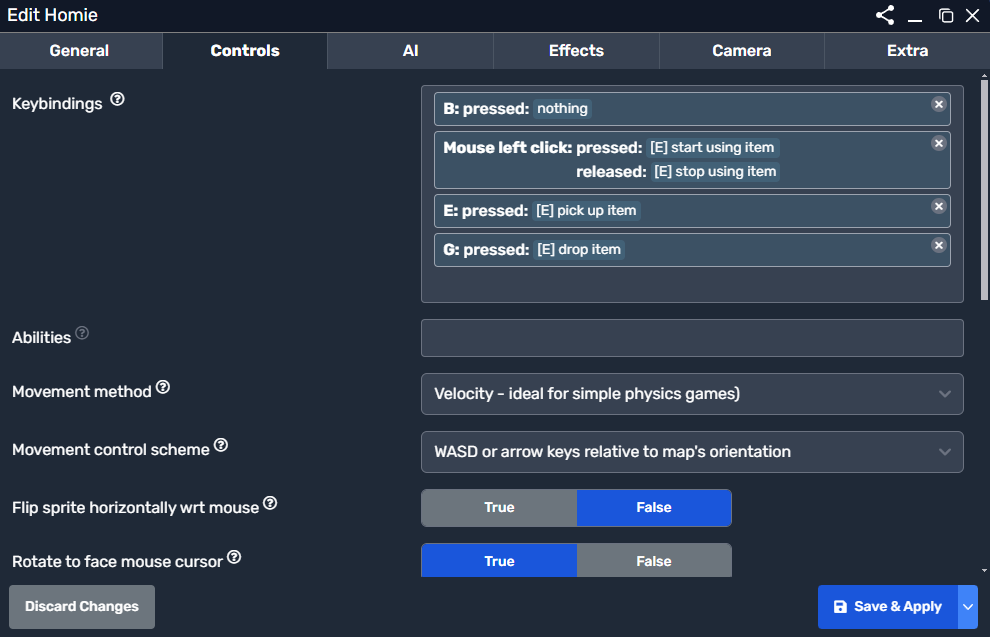 Edit Homie
General Controls AI Effects Camera Extra
Keybindings
B: pressed: nothing
Mouse left click: pressed: [E] start using item
released: [E] stop using item
E: pressed: [E] pick up item
G: pressed: [E] drop item
Abilities
Movement method Velocity - ideal for simple physics games)
Movement control scheme WASD or arrow keys relative to map's orientation
Flip sprite horizontally wrt mouse True False
Rotate to face mouse cursor True False
Discard Changes Save & Apply